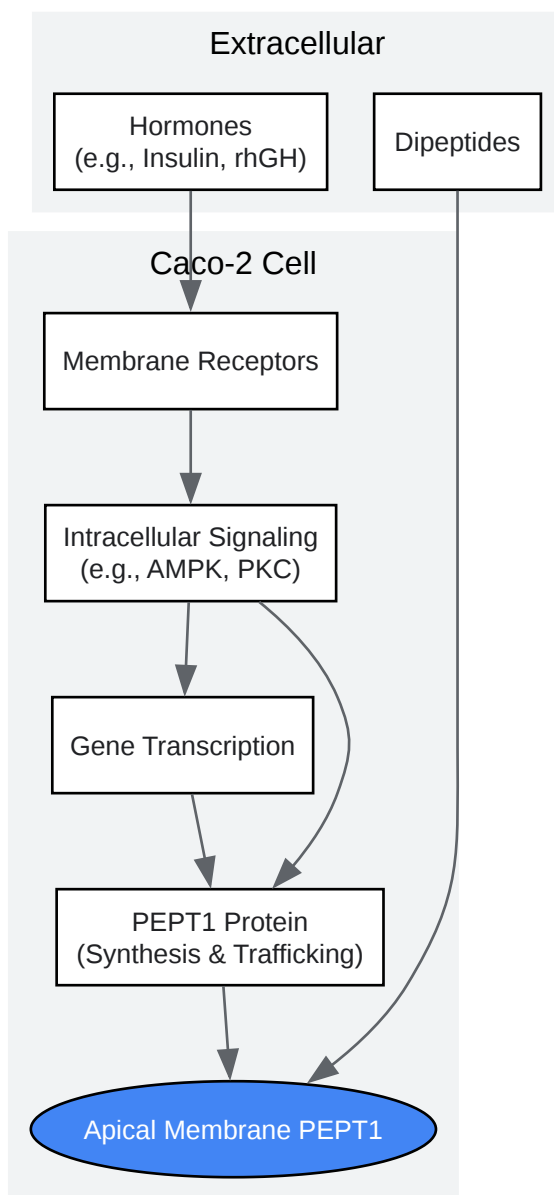 Extracellular
Hormones
(e.g., Insulin, rhGH)
Dipeptides
Caco-2 Cell
Membrane Receptors
Intracellular Signaling
(e.g., AMPK, PKC)
Gene Transcription
PEPT1 Protein
(Synthesis & Trafficking)
Apical Membrane PEPT1